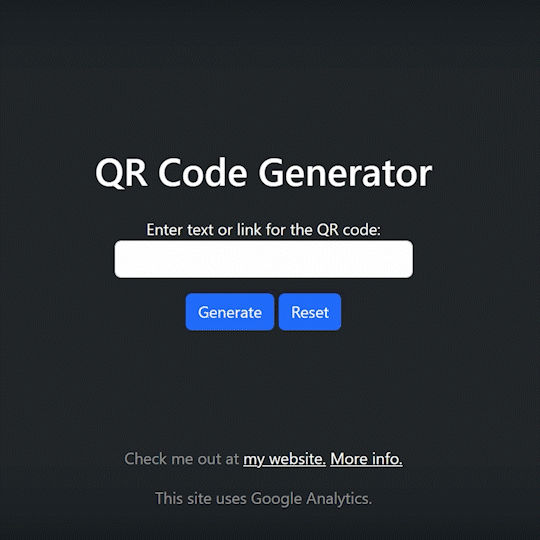 QR Code Generator
Enter text or link for the QR code:
Generate Reset
Check me out at my website. More info.
This site uses Google Analytics.